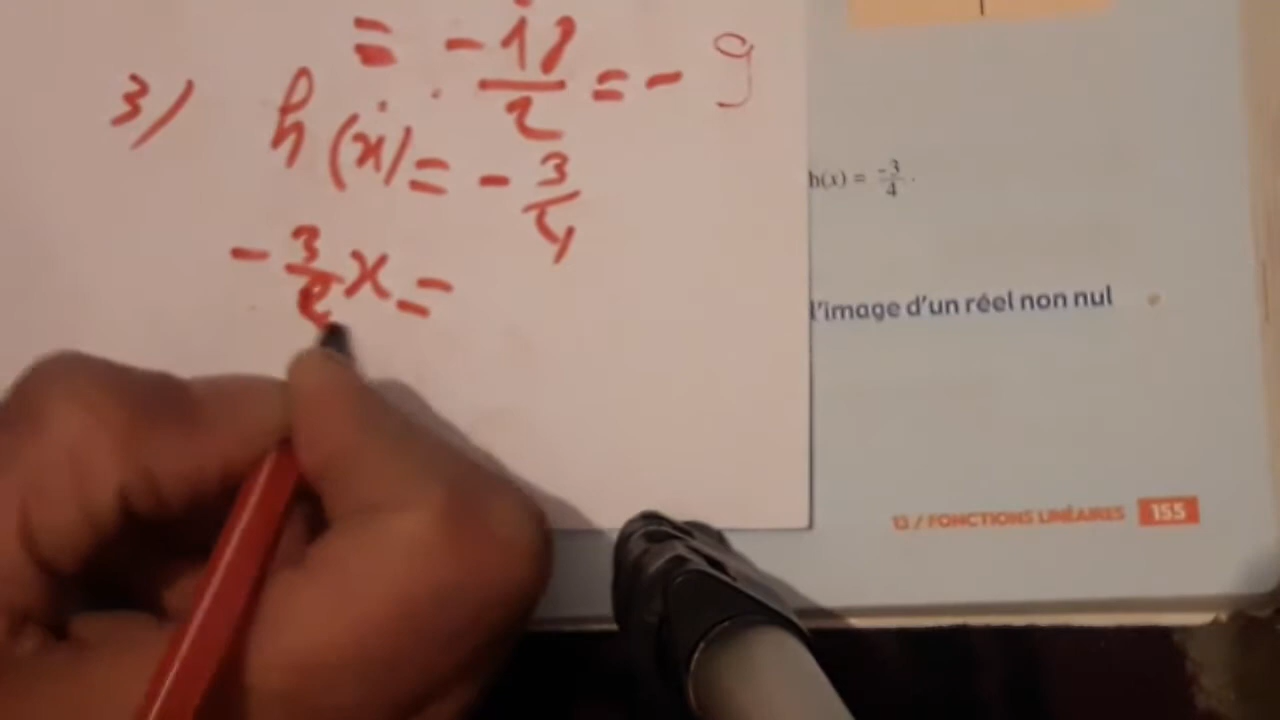 = -18/2 = - 9
3) h(x) = - 3/4
h(x) = -3/4 .
- 3/2 x =
l'image d'un réel non nul
13 / FONCTIONS LINÉAIRES 155